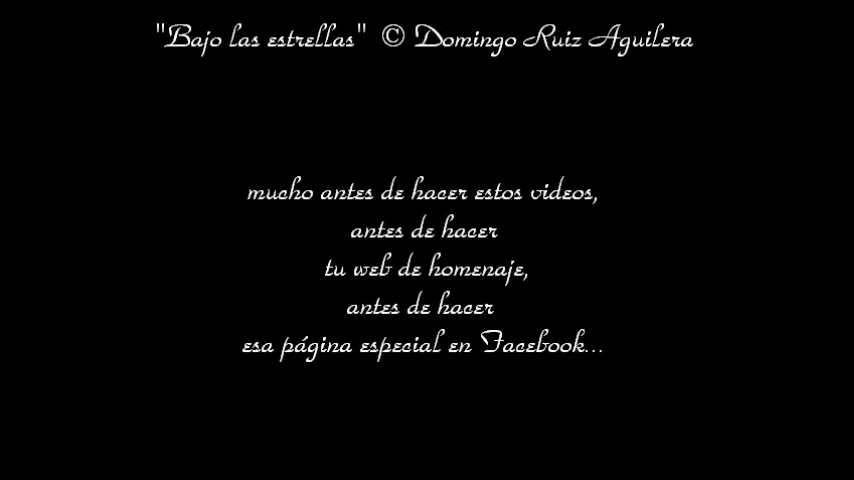 "Bajo las estrellas" © Domingo Ruiz Aguilera
mucho antes de hacer estos videos,
antes de hacer
tu web de homenaje,
antes de hacer
esa página especial en Facebook...